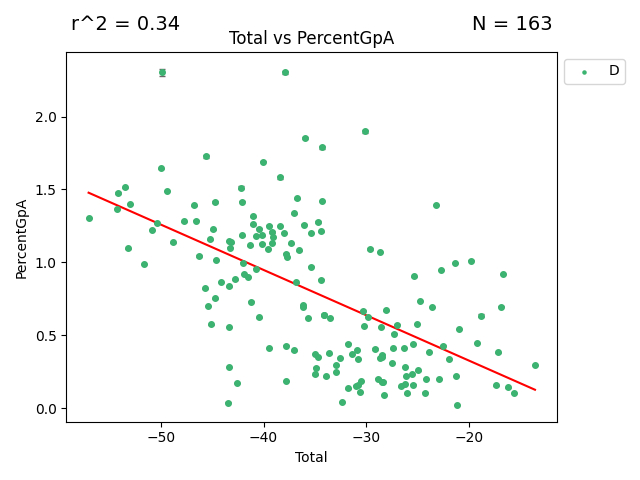 r^2 = 0.34
N = 163
Total vs PercentGpA
D
PercentGpA
2.0
1.5
1.0
0.5
0.0
−50
−40
−30
−20
Total